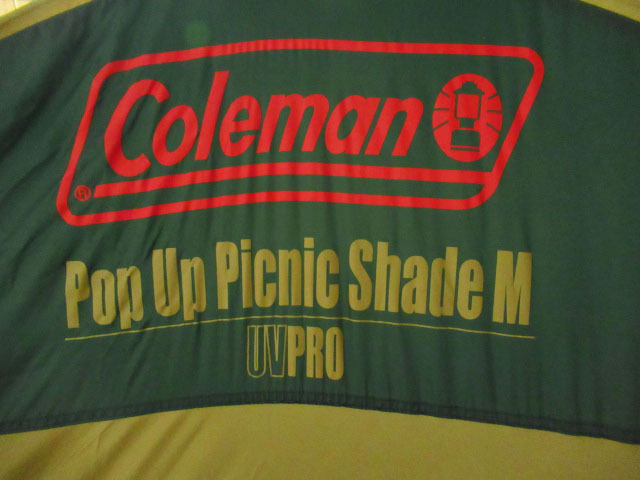 Coleman
®
Pop Up Picnic Shade M
UVPRO